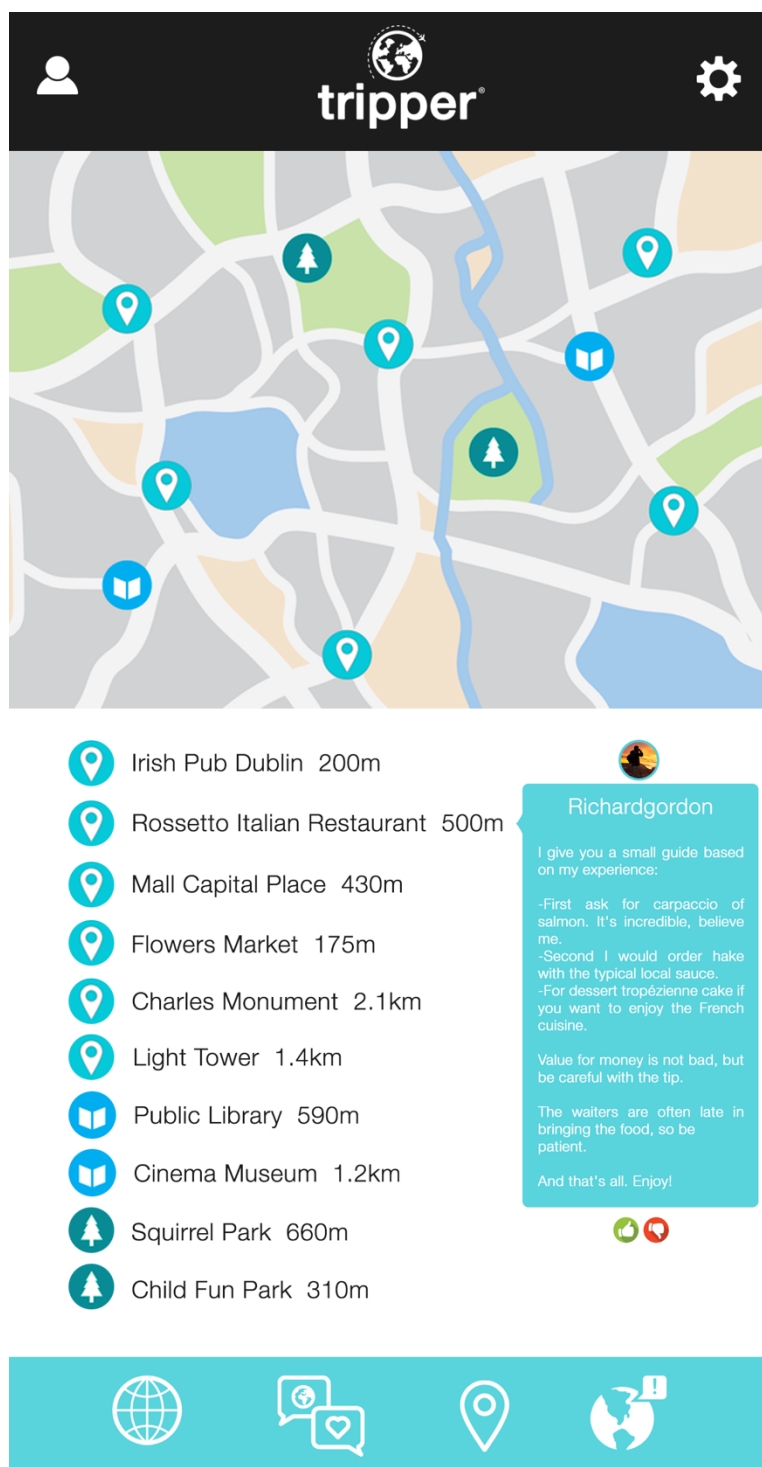 tripper®
Irish Pub Dublin 200m
Rossetto Italian Restaurant 500m
Mall Capital Place 430m
Flowers Market 175m
Charles Monument 2.1km
Light Tower 1.4km
Public Library 590m
Cinema Museum 1.2km
Squirrel Park 660m
Child Fun Park 310m
Richardgordon
I give you a small guide based
on my experience:
-First ask for carpaccio of
salmon. It's incredible, believe
me.
-Second I would order hake
with the typical local sauce.
-For dessert tropézienne cake if
you want to enjoy the French
cuisine.
Value for money is not bad, but
be careful with the tip.
The waiters are often late in
bringing the food, so be
patient.
And that's all. Enjoy!
!